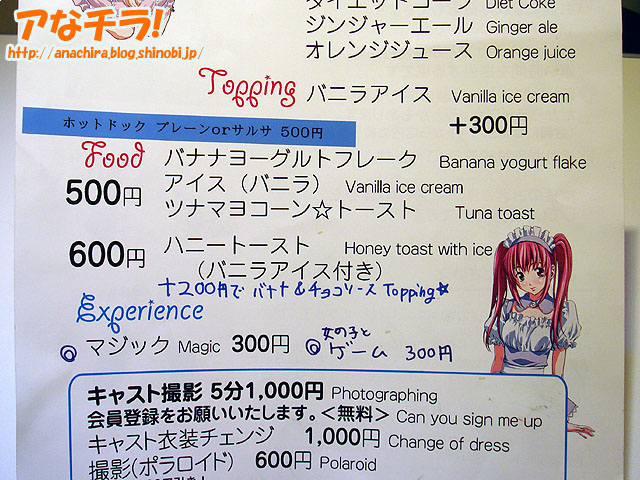 アなチラ!
http://anachira.blog.shinobi.jp/
ダイエットコーラ Diet Coke
ジンジャーエール Ginger ale
オレンジジュース Orange juice
Topping バニラアイス Vanilla ice cream
+300円
ホットドック プレーンorサルサ 500円
Food バナナヨーグルトフレーク Banana yogurt flake
500円 アイス（バニラ） Vanilla ice cream
ツナマヨコーン☆トースト Tuna toast
600円 ハニートースト Honey toast with ice
（バニラアイス付き）
+200円で バナナ&チョコソース Topping☆
Experience
◎ マジック Magic 300円 ◎ 女の子と ゲーム 300円
キャスト撮影 5分1,000円 Photographing
会員登録をお願いいたします。＜無料＞ Can you sign me up
キャスト衣装チェンジ 1,000円 Change of dress
撮影（ポラロイド） 600円 Polaroid